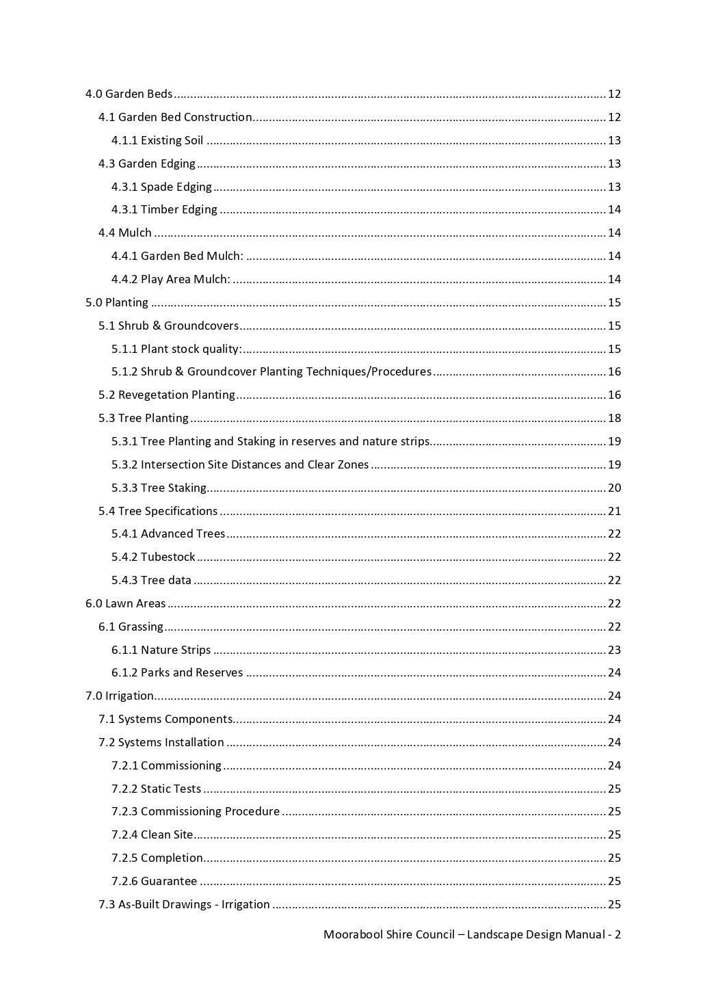 4.0 Garden Beds ........ 12
4.1 Garden Bed Construction ........ 12
4.1.1 Existing Soil ........ 13
4.3 Garden Edging ........ 13
4.3.1 Spade Edging ........ 13
4.3.1 Timber Edging ........ 14
4.4 Mulch ........ 14
4.4.1 Garden Bed Mulch: ........ 14
4.4.2 Play Area Mulch: ........ 14
5.0 Planting ........ 15
5.1 Shrub & Groundcovers ........ 15
5.1.1 Plant stock quality: ........ 15
5.1.2 Shrub & Groundcover Planting Techniques/Procedures ........ 16
5.2 Revegetation Planting ........ 16
5.3 Tree Planting ........ 18
5.3.1 Tree Planting and Staking in reserves and nature strips ........ 19
5.3.2 Intersection Site Distances and Clear Zones ........ 19
5.3.3 Tree Staking ........ 20
5.4 Tree Specifications ........ 21
5.4.1 Advanced Trees ........ 22
5.4.2 Tubestock ........ 22
5.4.3 Tree data ........ 22
6.0 Lawn Areas ........ 22
6.1 Grassing ........ 22
6.1.1 Nature Strips ........ 23
6.1.2 Parks and Reserves ........ 24
7.0 Irrigation ........ 24
7.1 Systems Components ........ 24
7.2 Systems Installation ........ 24
7.2.1 Commissioning ........ 24
7.2.2 Static Tests ........ 25
7.2.3 Commissioning Procedure ........ 25
7.2.4 Clean Site ........ 25
7.2.5 Completion ........ 25
7.2.6 Guarantee ........ 25
7.3 As-Built Drawings - Irrigation ........ 25
Moorabool Shire Council – Landscape Design Manual - 2